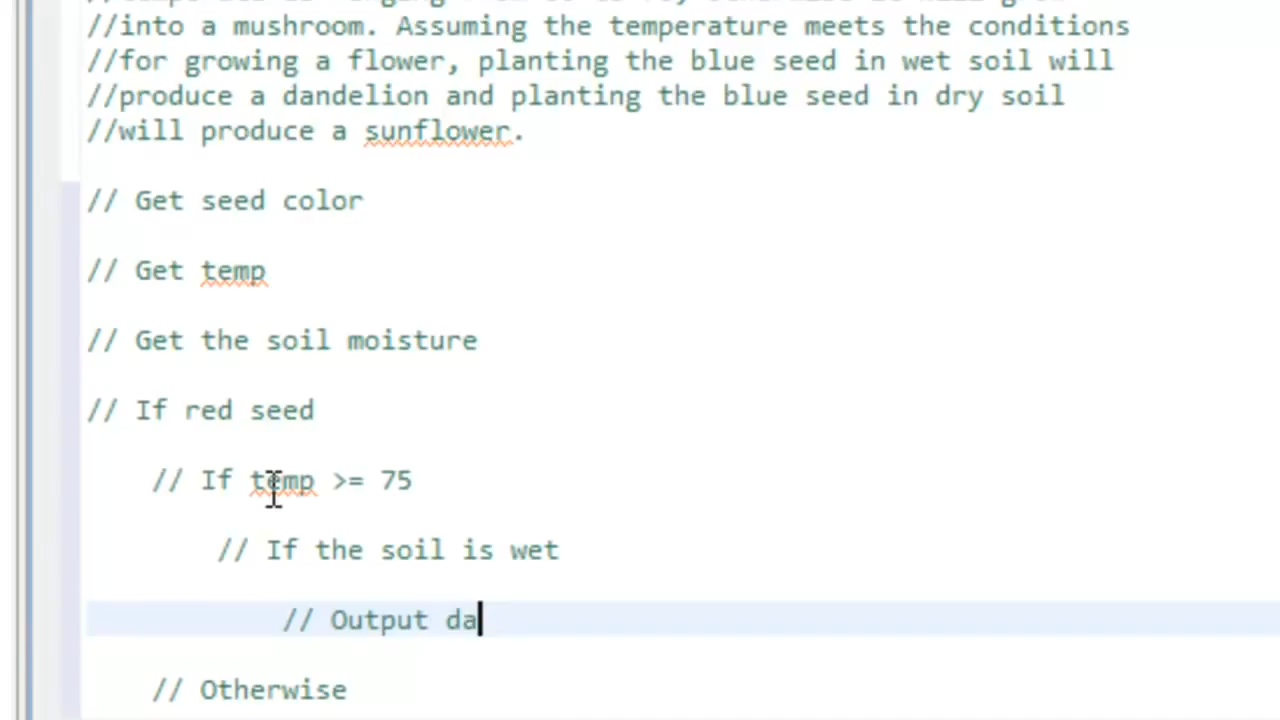 //into a mushroom. Assuming the temperature meets the conditions
//for growing a flower, planting the blue seed in wet soil will
//produce a dandelion and planting the blue seed in dry soil
//will produce a sunflower.
// Get seed color
// Get temp
// Get the soil moisture
// If red seed
// If temp >= 75
// If the soil is wet
// Output da
// Otherwise